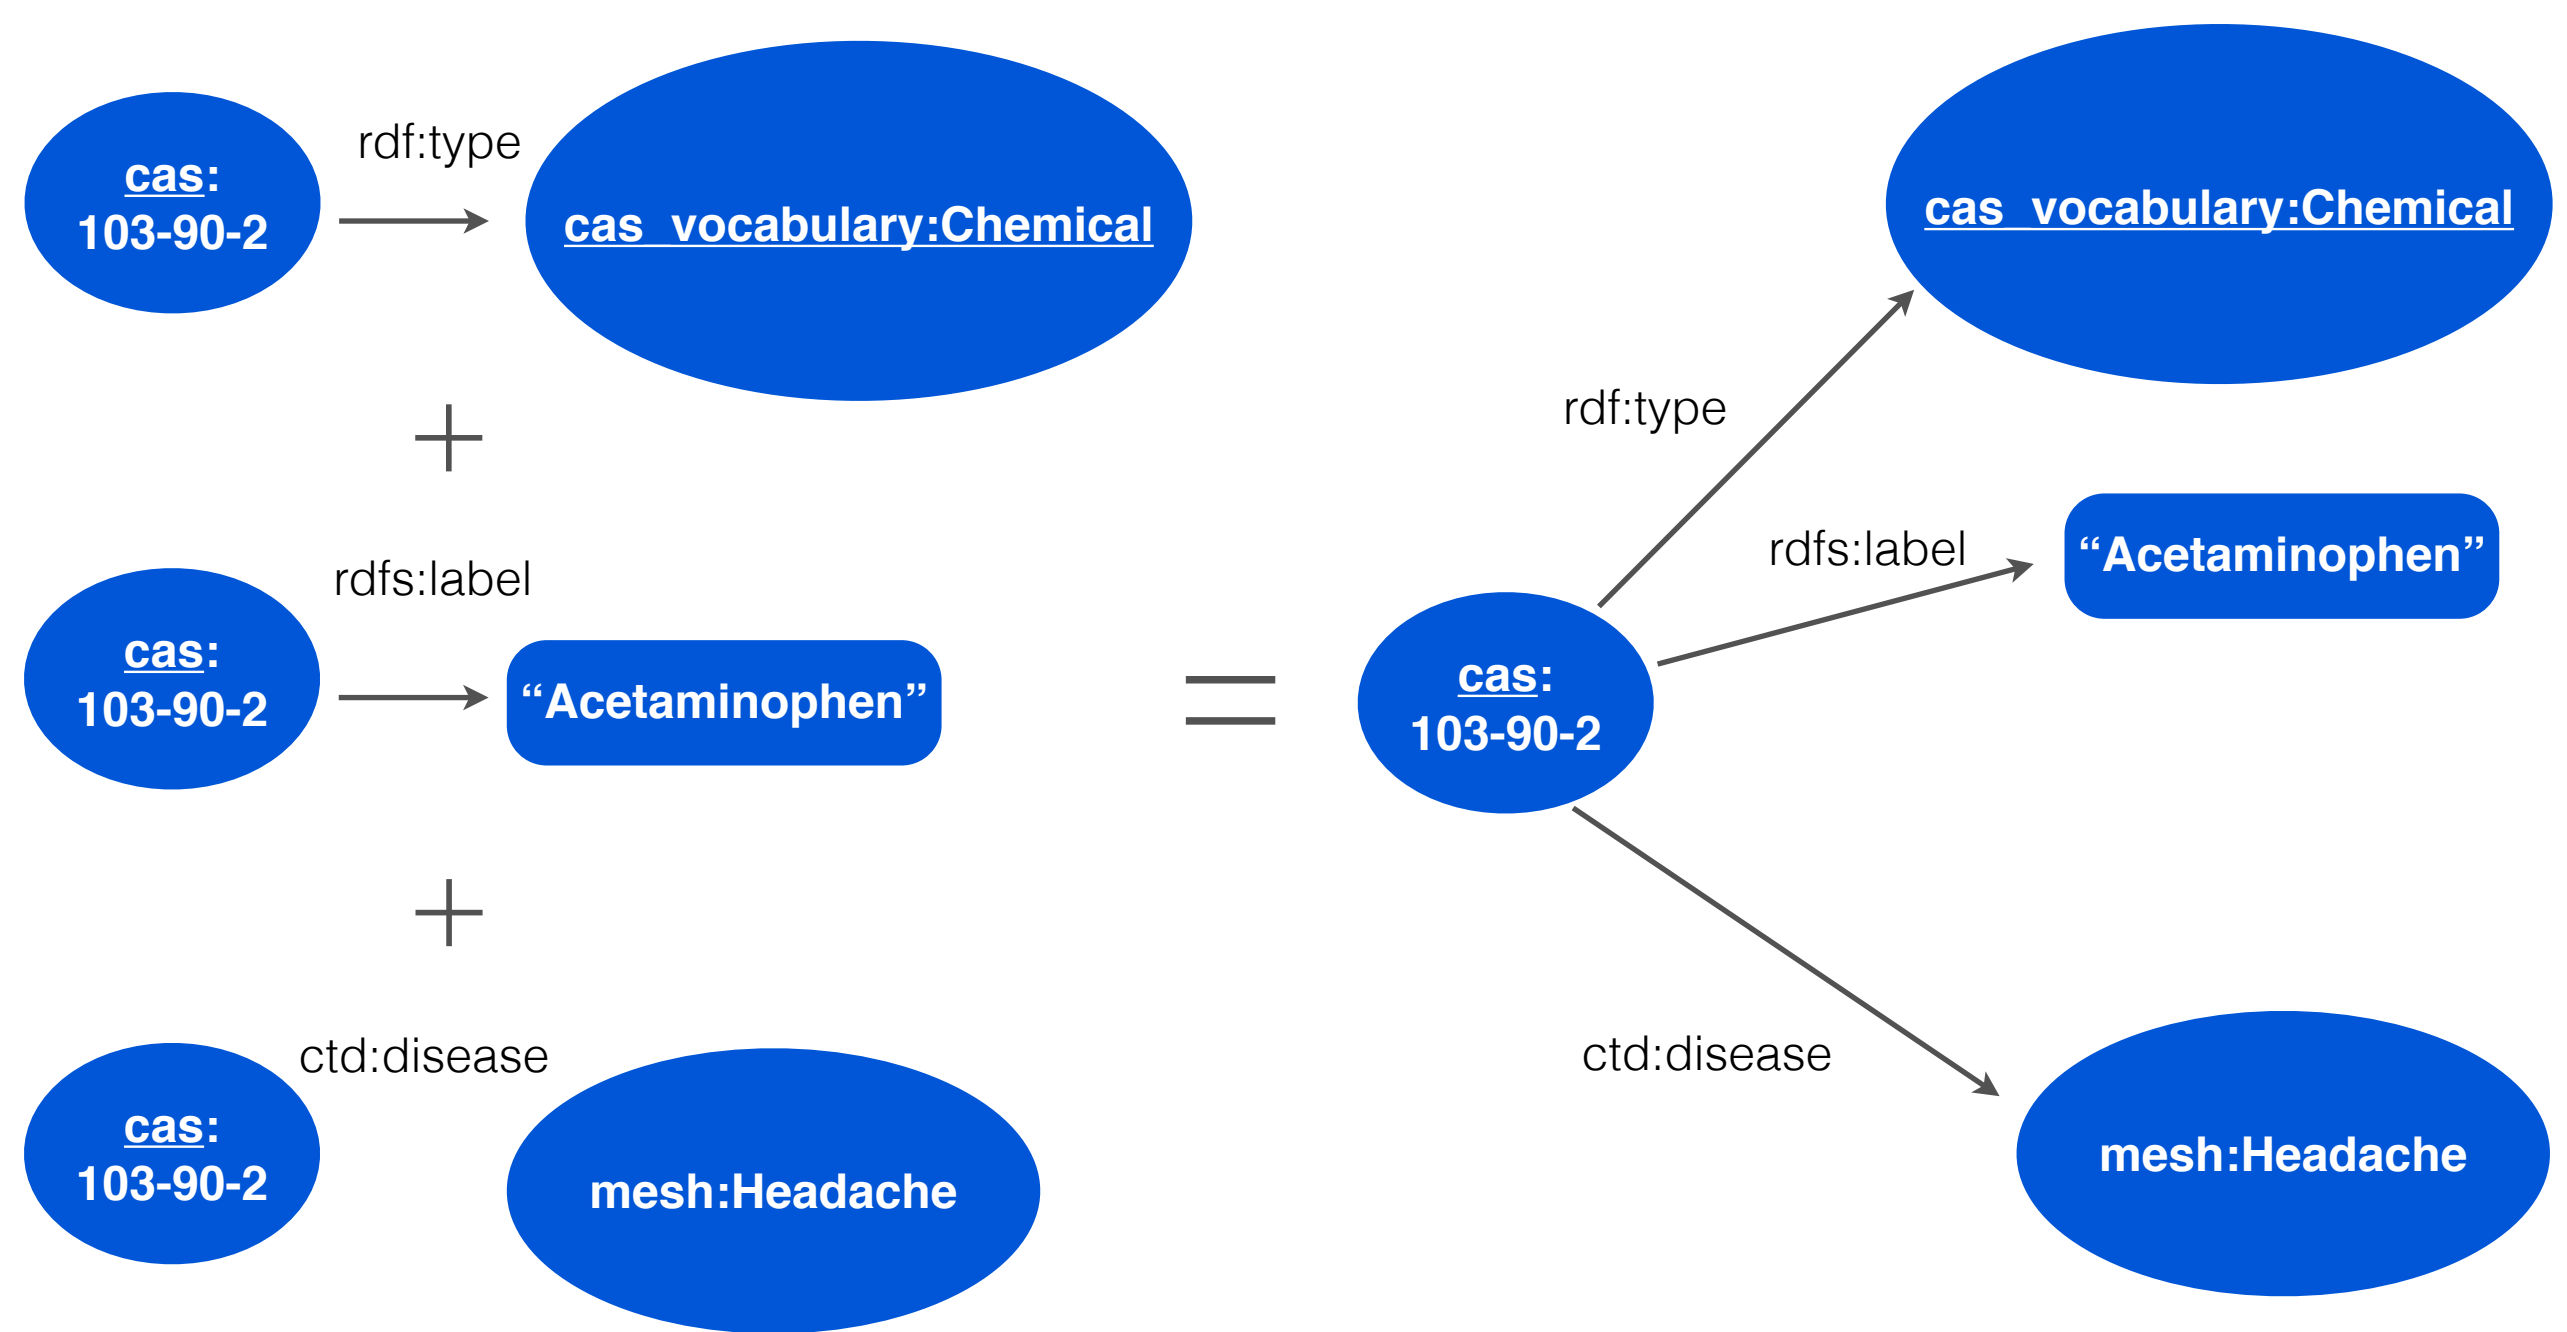 rdf:type
cas:
103-90-2
cas_vocabulary:Chemical
+
rdfs:label
cas:
103-90-2
“Acetaminophen”
+
ctd:disease
cas:
103-90-2
mesh:Headache
=
cas_vocabulary:Chemical
rdf:type
rdfs:label
“Acetaminophen”
cas:
103-90-2
ctd:disease
mesh:Headache